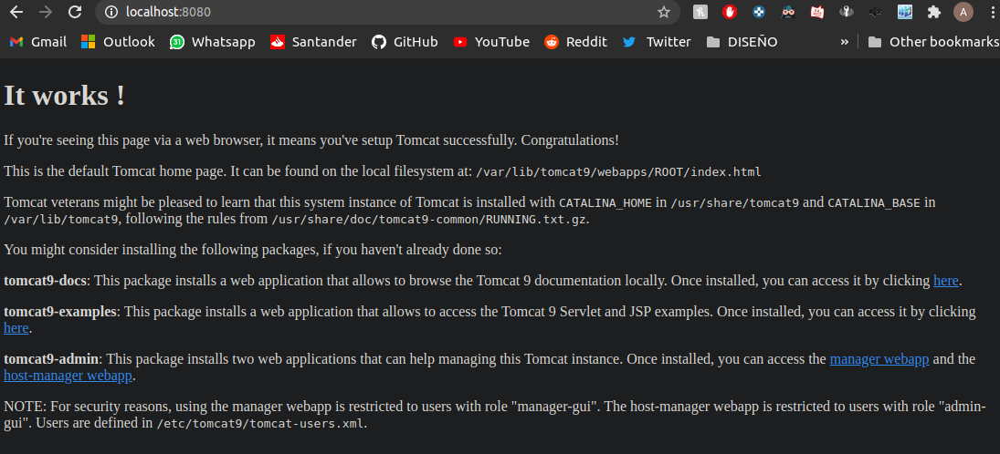 localhost:8080
A
Gmail Outlook 31 Whatsapp Santander GitHub YouTube Reddit Twitter DISEÑO » Other bookmarks
It works !
If you're seeing this page via a web browser, it means you've setup Tomcat successfully. Congratulations!
This is the default Tomcat home page. It can be found on the local filesystem at: /var/lib/tomcat9/webapps/ROOT/index.html
Tomcat veterans might be pleased to learn that this system instance of Tomcat is installed with CATALINA_HOME in /usr/share/tomcat9 and CATALINA_BASE in
/var/lib/tomcat9, following the rules from /usr/share/doc/tomcat9-common/RUNNING.txt.gz.
You might consider installing the following packages, if you haven't already done so:
tomcat9-docs: This package installs a web application that allows to browse the Tomcat 9 documentation locally. Once installed, you can access it by clicking here.
tomcat9-examples: This package installs a web application that allows to access the Tomcat 9 Servlet and JSP examples. Once installed, you can access it by clicking
here.
tomcat9-admin: This package installs two web applications that can help managing this Tomcat instance. Once installed, you can access the manager webapp and the
host-manager webapp.
NOTE: For security reasons, using the manager webapp is restricted to users with role "manager-gui". The host-manager webapp is restricted to users with role "admin-
gui". Users are defined in /etc/tomcat9/tomcat-users.xml.